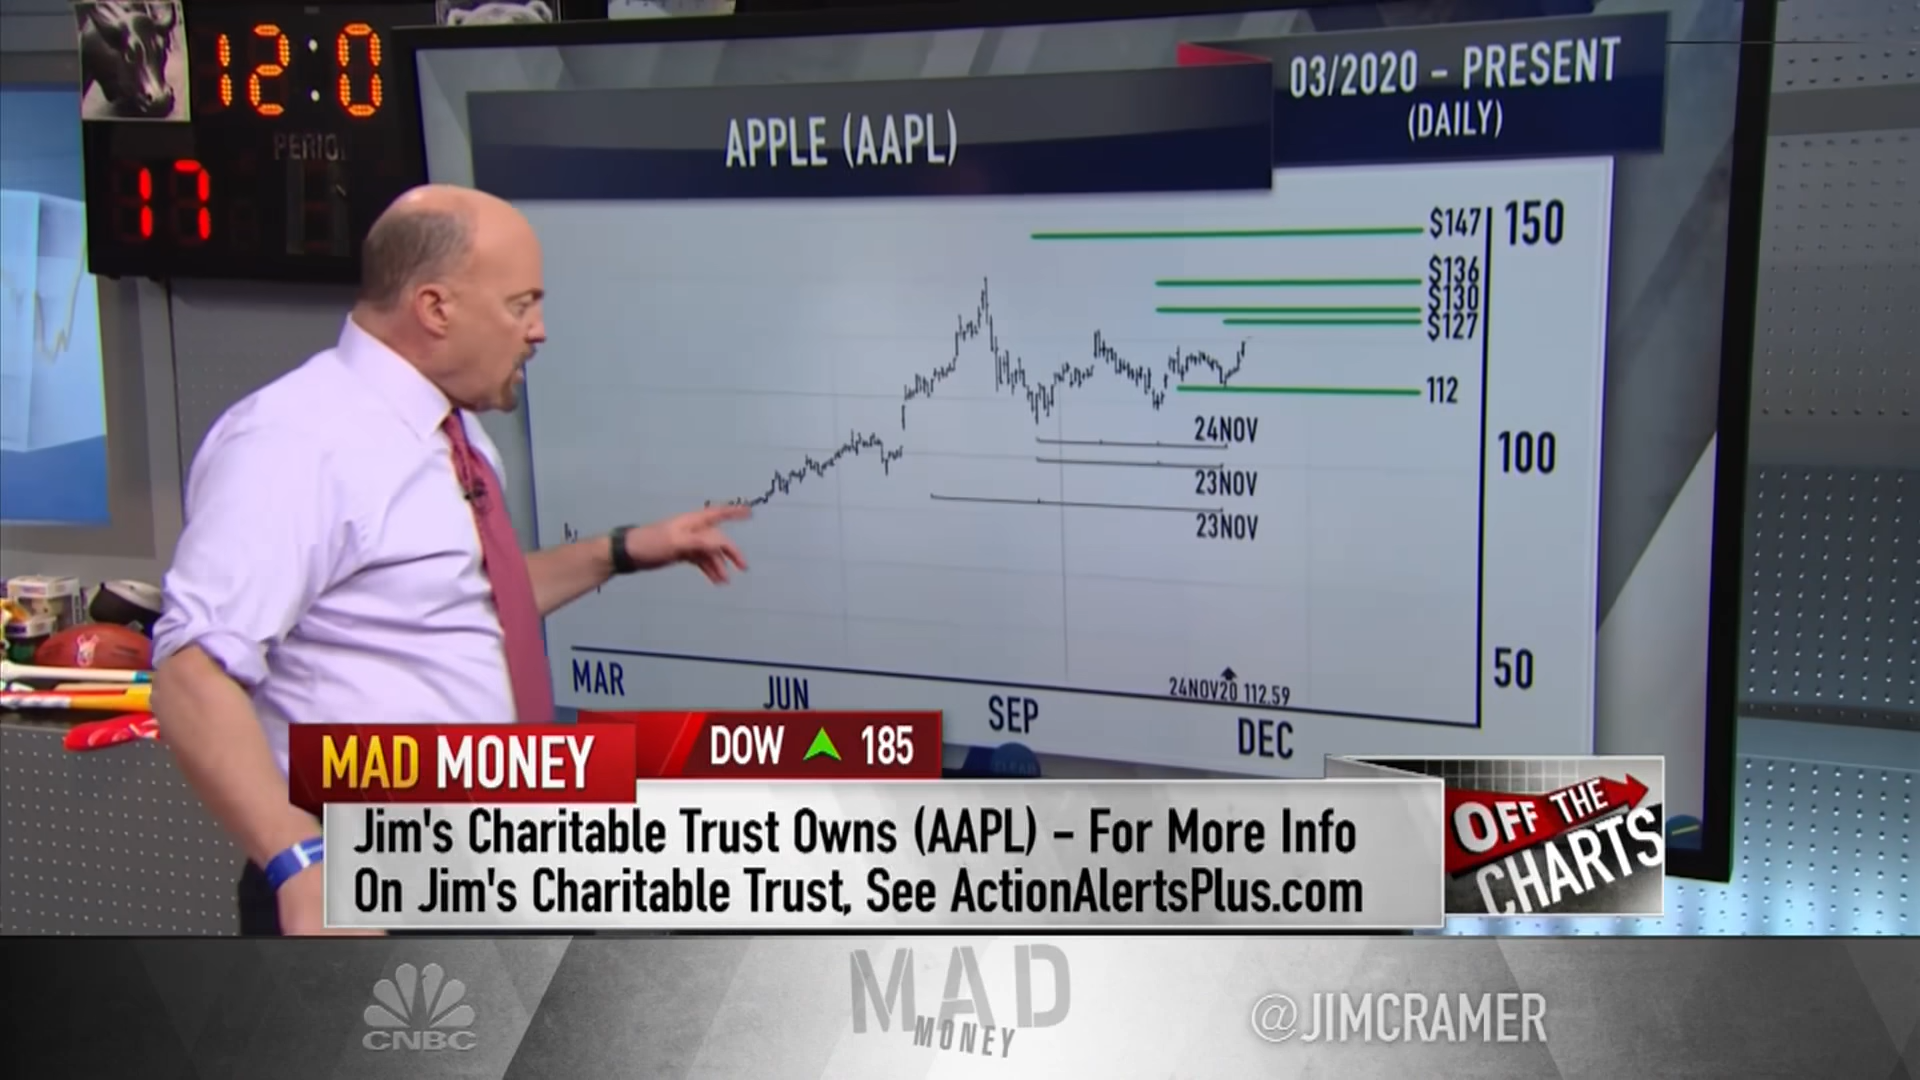 12:0
PERIO
17
APPLE (AAPL)
03/2020 – PRESENT
(DAILY)
$147
150
$136
$130
$127
112
24NOV
100
23NOV
23NOV
50
24NOV20 112.59
MAR
JUN
SEP
DEC
MAD MONEY
DOW 185
Jim's Charitable Trust Owns (AAPL) – For More Info
On Jim's Charitable Trust, See ActionAlertsPlus.com
OFF THE
CHARTS
CNBC
MAD
MONEY
@JIMCRAMER